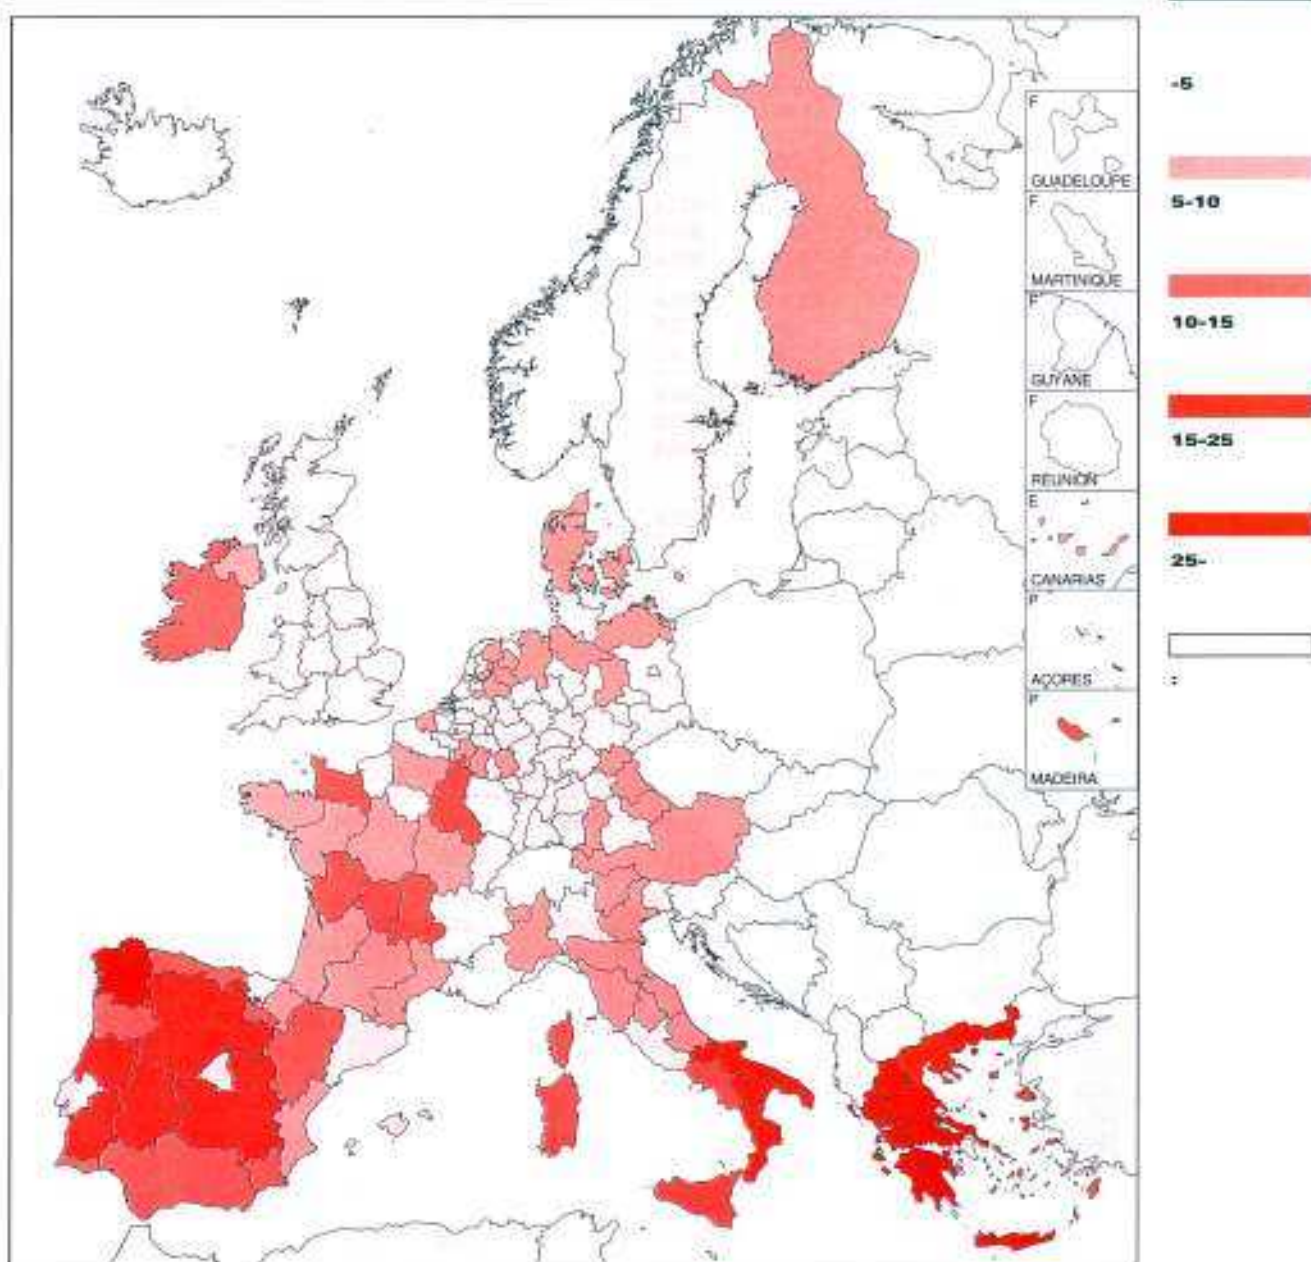 F
GUADELOUPE
F
MARTINIQUE
F
GUYANE
F
REUNION
E
CANARIAS
P
AÇORES
P
MADEIRA
-5
5-10
10-15
15-25
25-
: